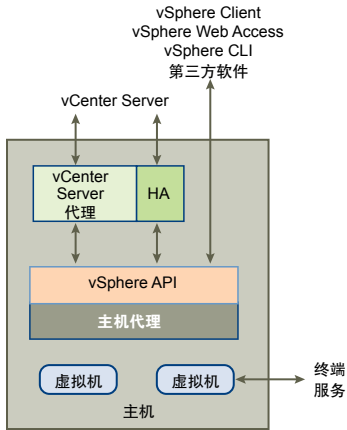 vSphere Client
vSphere Web Access
vSphere CLI
第三方软件
vCenter Server
vCenter
Server
代理
HA
vSphere API
主机代理
虚拟机
虚拟机
终端
服务
主机